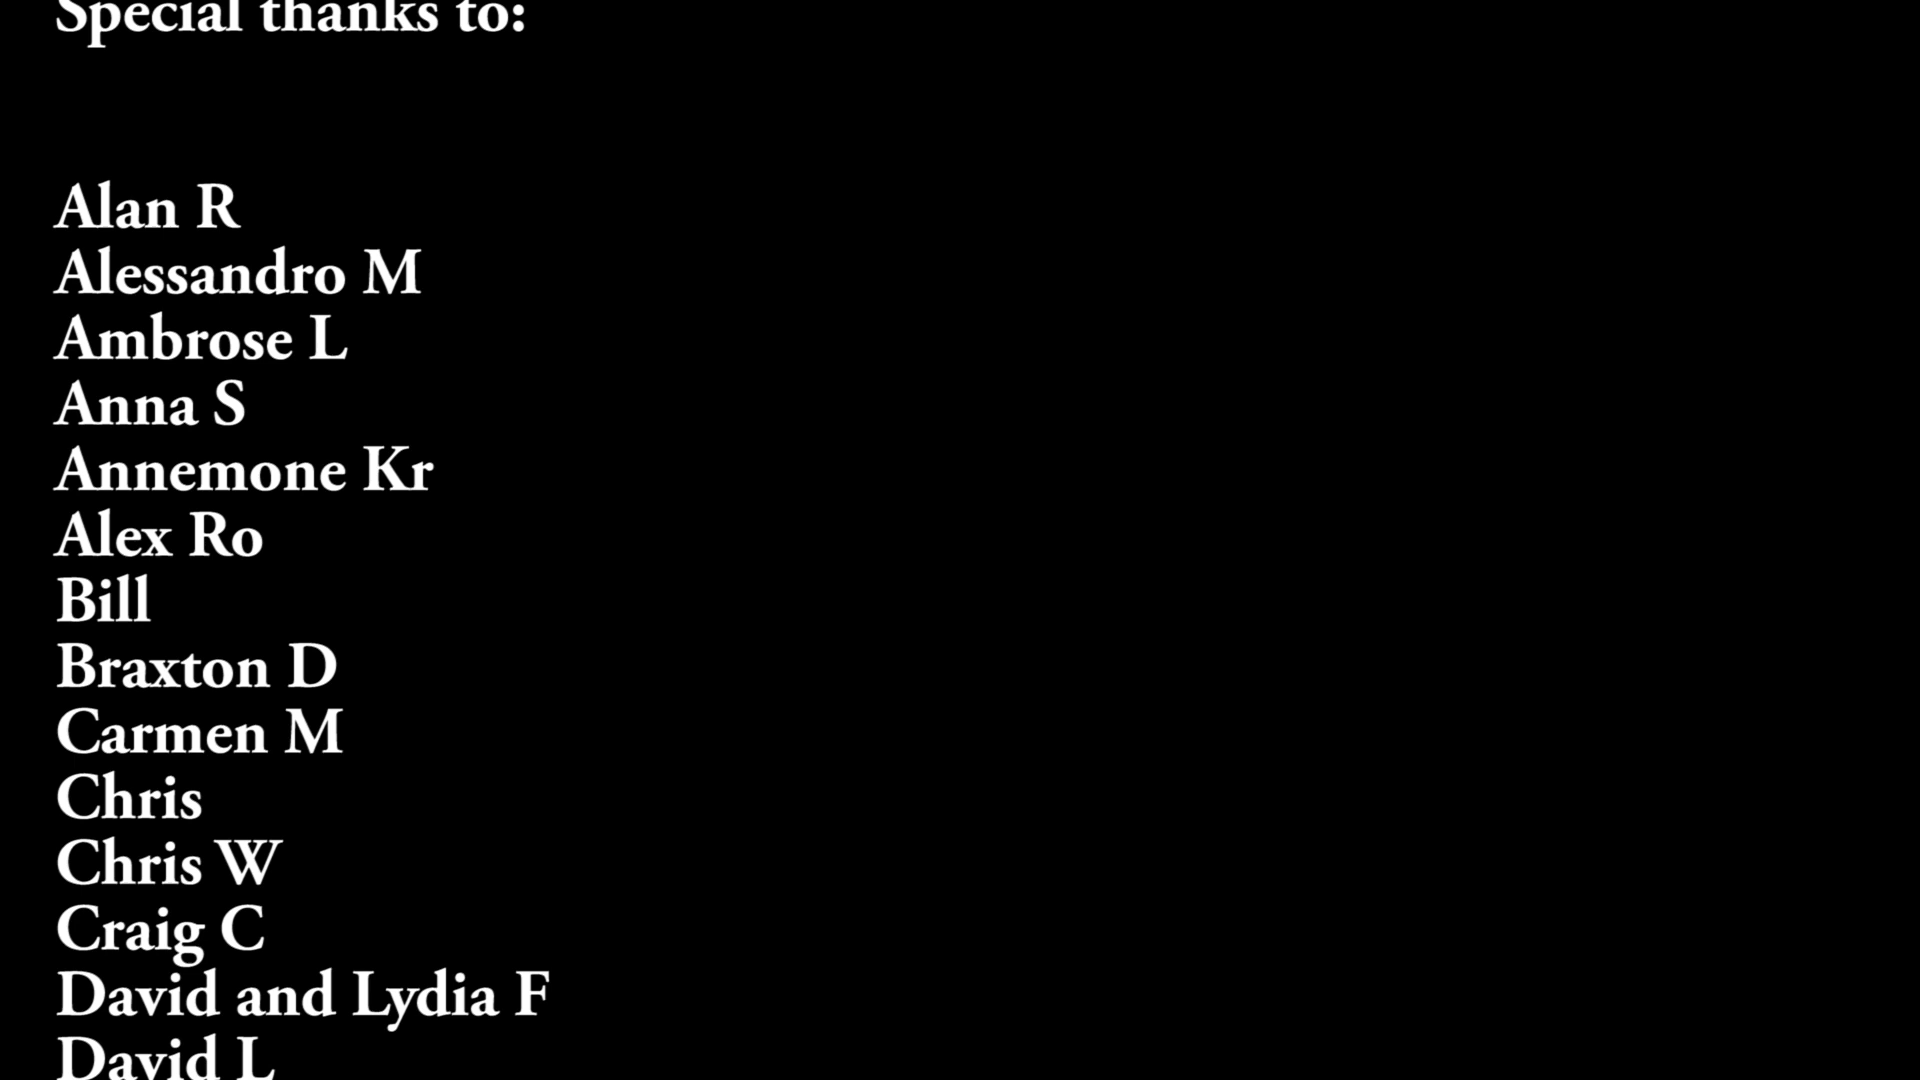 Special thanks to:
Alan R
Alessandro M
Ambrose L
Anna S
Annemone Kr
Alex Ro
Bill
Braxton D
Carmen M
Chris
Chris W
Craig C
David and Lydia F
David L